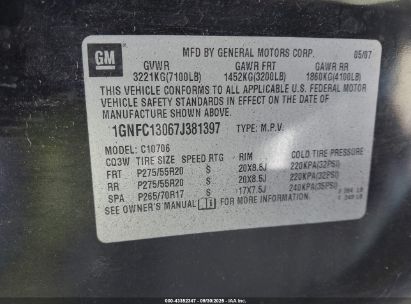 GM
MFD BY GENERAL MOTORS CORP. 05/07
GVWR GAWR FRT GAWR RR
3221KG(7100LB) 1452KG(3200LB) 1860KG(4100LB)
THIS VEHICLE CONFORMS TO ALL APPLICABLE U.S. FEDERAL MOTOR
VEHICLE SAFETY STANDARDS IN EFFECT ON THE DATE OF
MANUFACTURE SHOWN ABOVE.
1GNFC13067J381397 TYPE: M.P.V.
MODEL: C10706
CQ3W TIRE SIZE SPEED RTG RIM COLD TIRE PRESSURE
FRT P275/55R20 S 20X8.5J 220KPA(32PSI)
RR P275/55R20 S 20X8.5J 220KPA(32PSI)
SPA P265/70R17 S 17X7.5J 240KPA(35PSI)
SEE OWNER'S MANUAL FOR MORE INFORMATION.